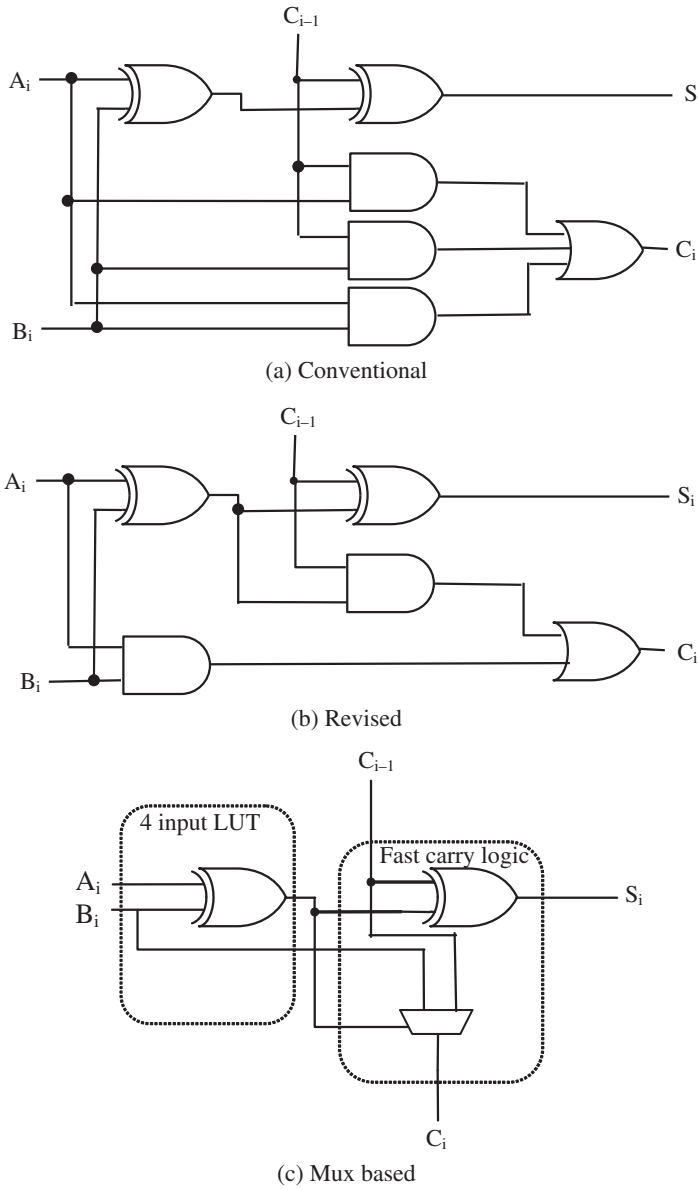 C_{i–1}
A_i
S
C_i
B_i
(a) Conventional
C_{i–1}
A_i
S_i
C_i
B_i
(b) Revised
C_{i–1}
4 input LUT
Fast carry logic
A_i
S_i
B_i
C_i
(c) Mux based